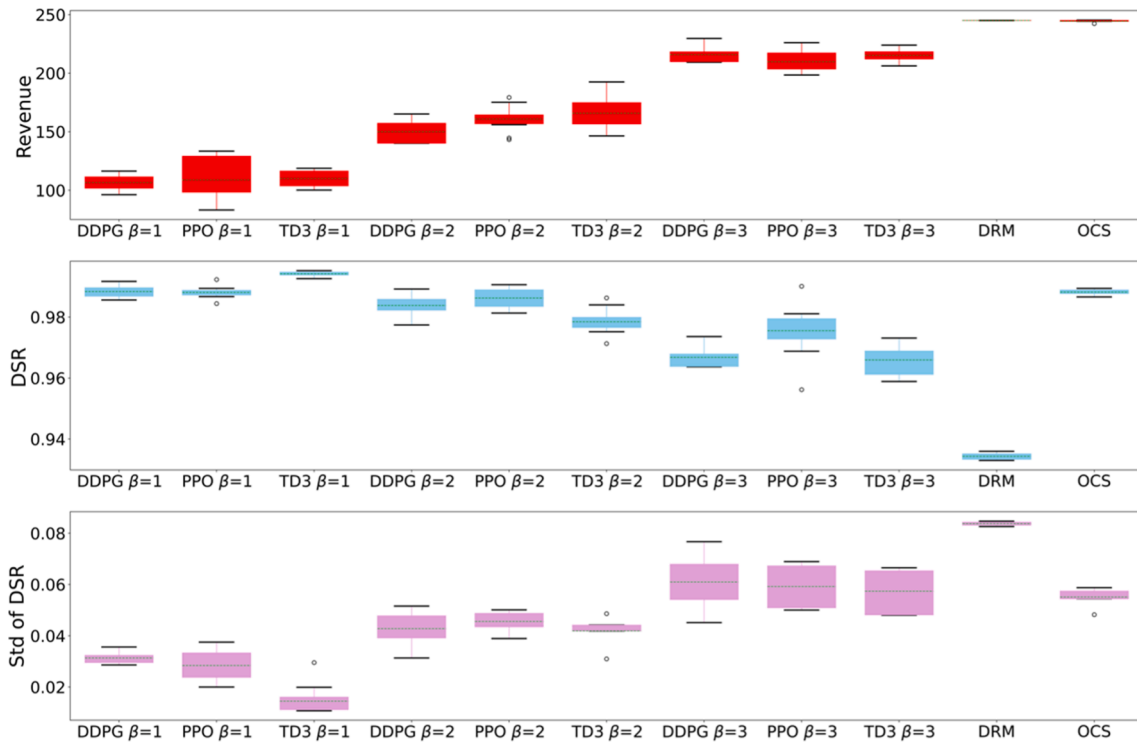 250
200
150
100
Revenue
DDPG β=1 PPO β=1 TD3 β=1 DDPG β=2 PPO β=2 TD3 β=2 DDPG β=3 PPO β=3 TD3 β=3 DRM OCS
0.98
0.96
0.94
DSR
DDPG β=1 PPO β=1 TD3 β=1 DDPG β=2 PPO β=2 TD3 β=2 DDPG β=3 PPO β=3 TD3 β=3 DRM OCS
0.08
0.06
0.04
0.02
Std of DSR
DDPG β=1 PPO β=1 TD3 β=1 DDPG β=2 PPO β=2 TD3 β=2 DDPG β=3 PPO β=3 TD3 β=3 DRM OCS